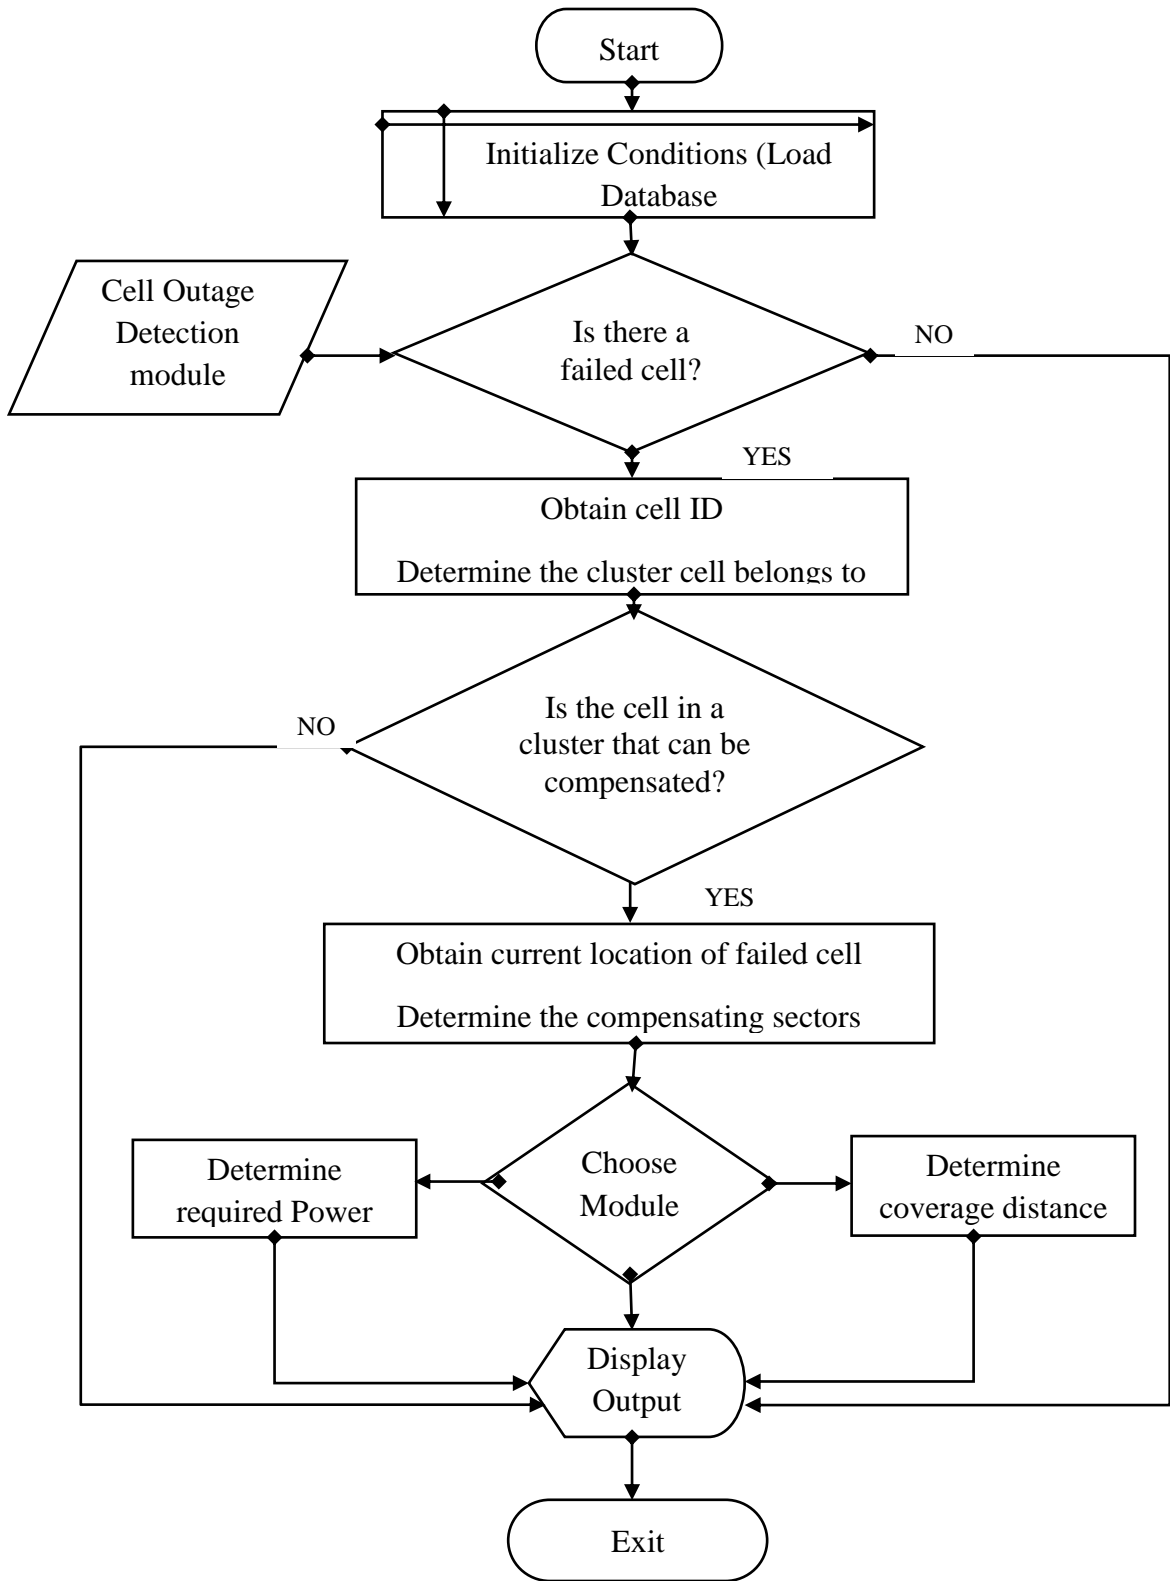 Start
Initialize Conditions (Load
Database
Cell Outage
Detection
module
Is there a
failed cell?
NO
YES
Obtain cell ID
Determine the cluster cell belongs to
NO
Is the cell in a
cluster that can be
compensated?
YES
Obtain current location of failed cell
Determine the compensating sectors
Determine
required Power
Choose
Module
Determine
coverage distance
Display
Output
Exit